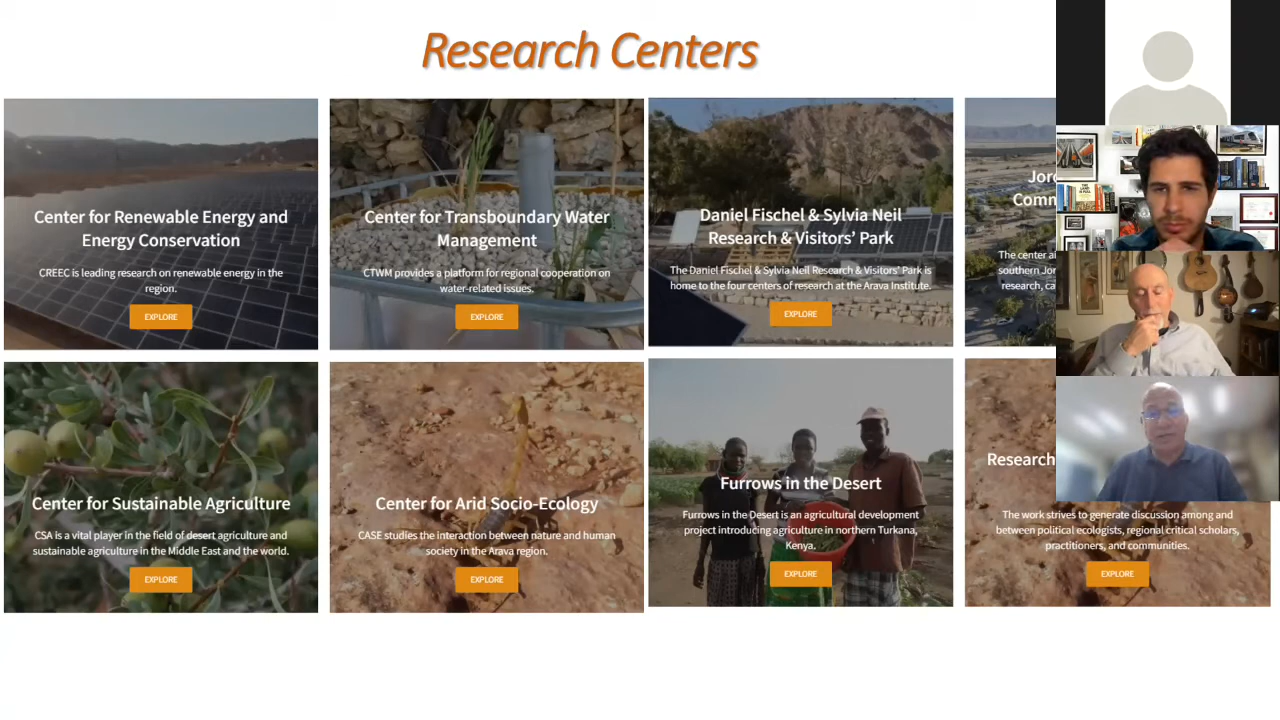 Research Centers
Center for Renewable Energy and
Energy Conservation
CREEC is leading research on renewable energy in the
region.
EXPLORE
Center for Transboundary Water
Management
CTWM provides a platform for regional cooperation on
water-related issues.
EXPLORE
Daniel Fischel & Sylvia Neil
Research & Visitors' Park
The Daniel Fischel & Sylvia Neil Research & Visitors' Park is
home to the four centers of research at the Arava Institute.
EXPLORE
The center
southern
research,
Center for Sustainable Agriculture
CSA is a vital player in the field of desert agriculture and
sustainable agriculture in the Middle East and the world.
EXPLORE
Center for Arid Socio-Ecology
CASE studies the interaction between nature and human
society in the Arava region.
EXPLORE
Furrows in the Desert
Furrows in the Desert is an agricultural development
project introducing agriculture in northern Turkana,
Kenya.
EXPLORE
Research
The work strives to generate discussion among and
between political ecologists, regional critical scholars,
practitioners, and communities.
EXPLORE